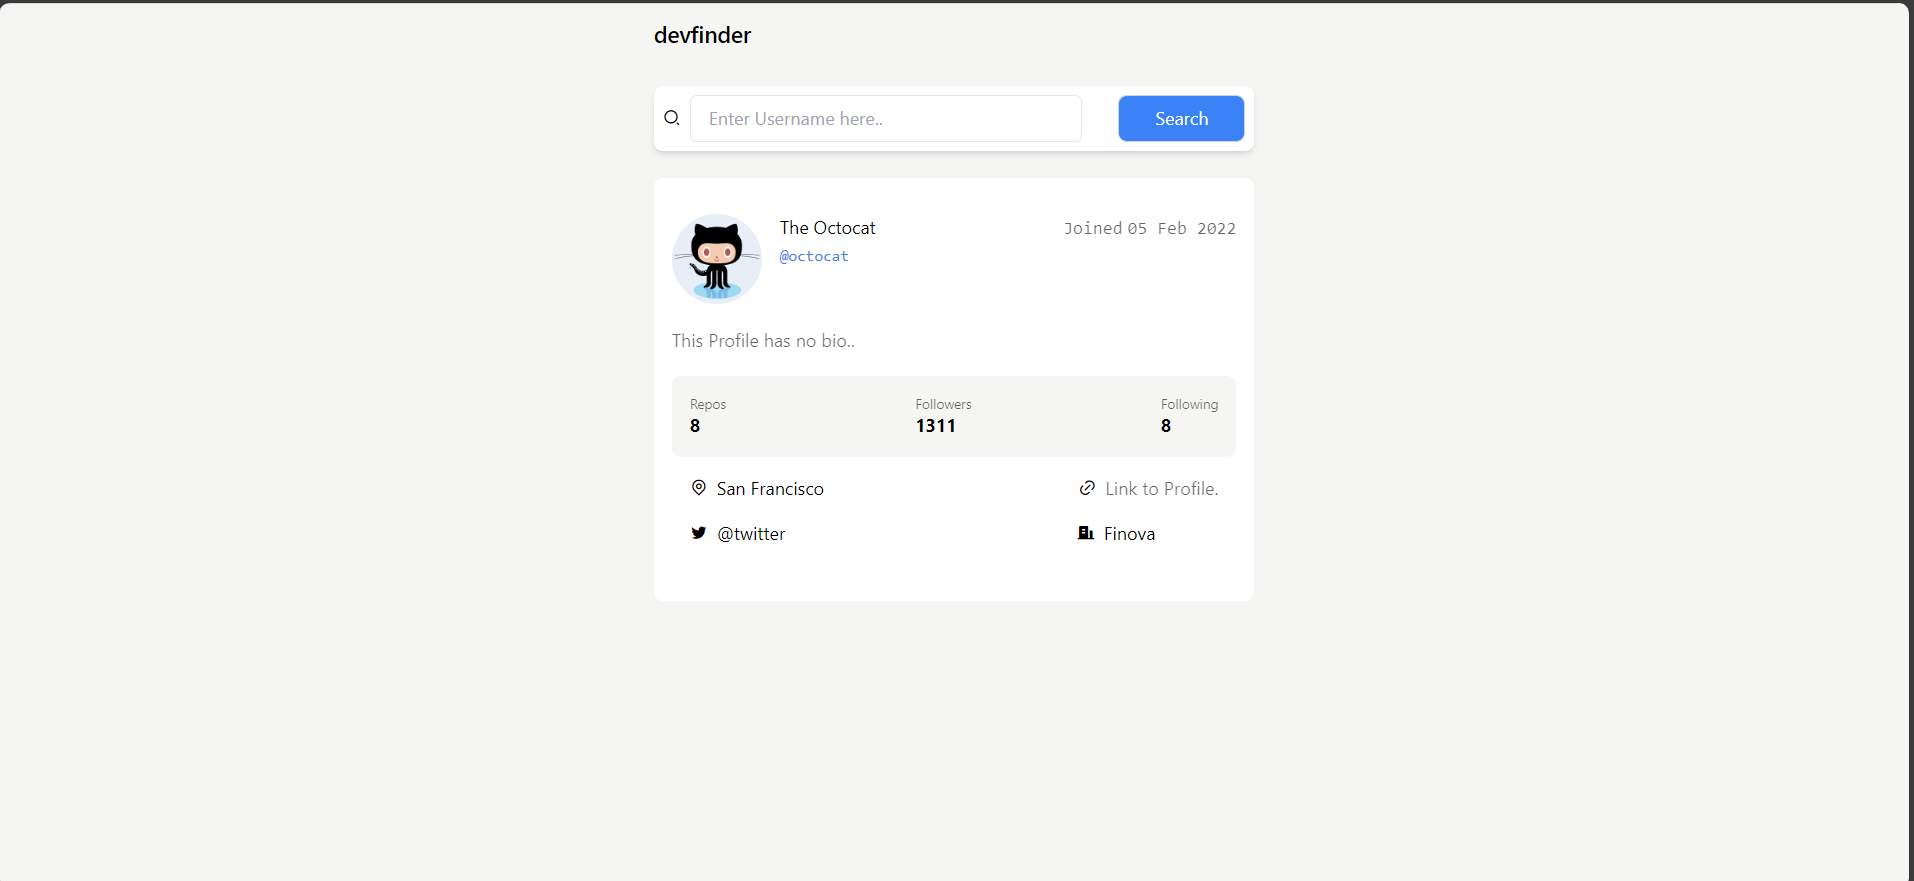 devfinder
Enter Username here..
Search
The Octocat
Joined 05 Feb 2022
@octocat
This Profile has no bio..
Repos Followers Following
8 1311 8
San Francisco Link to Profile.
@twitter Finova